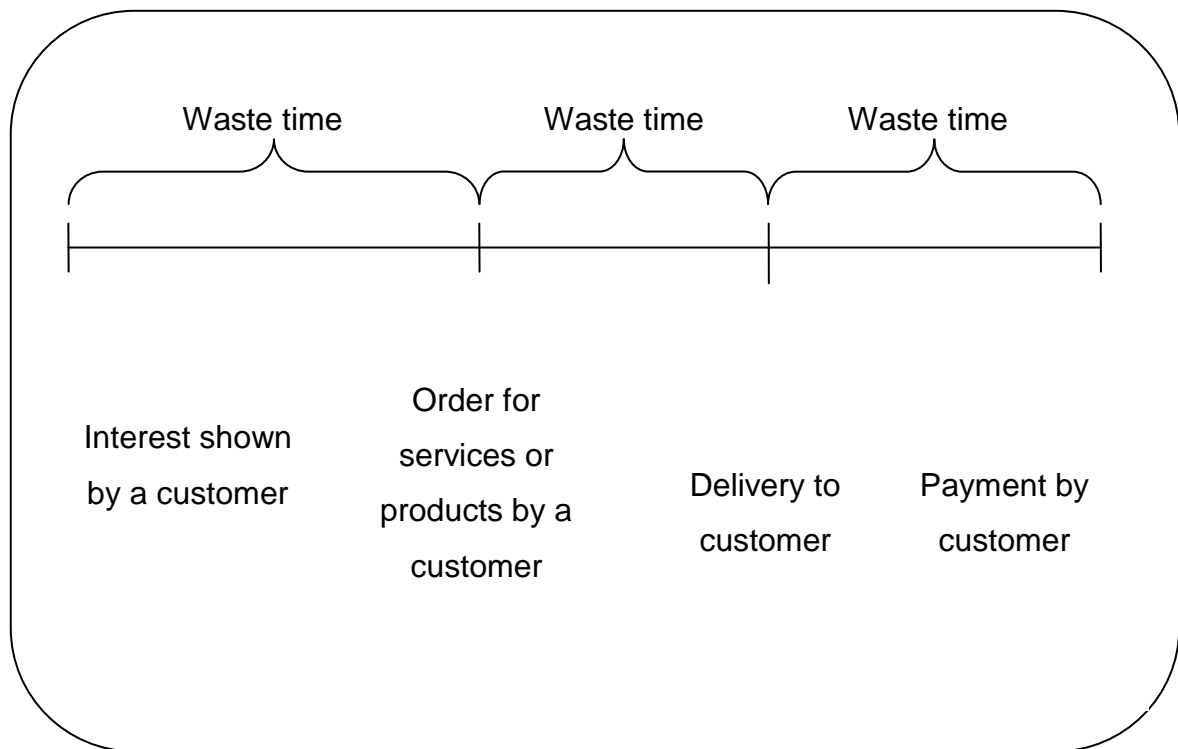 Waste time
Waste time
Waste time
Interest shown
by a customer
Order for
services or
products by a
customer
Delivery to
customer
Payment by
customer